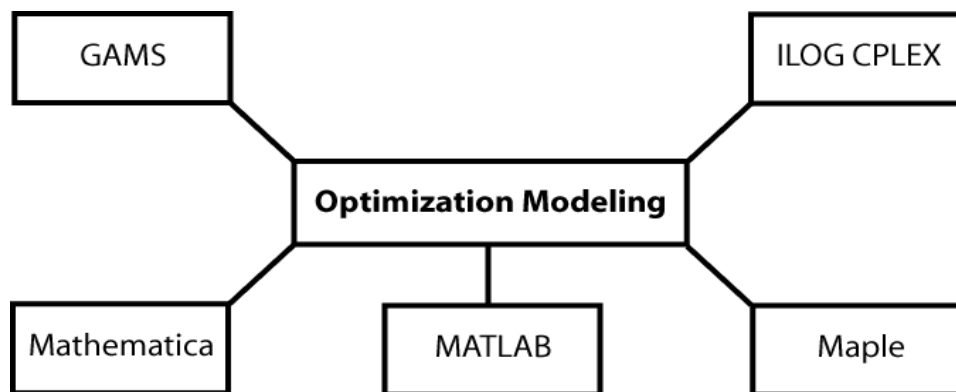 GAMS
ILOG CPLEX
Optimization Modeling
Mathematica
MATLAB
Maple